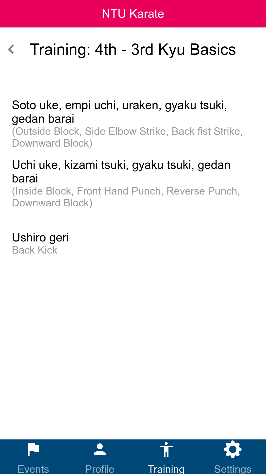 NTU Karate
Training: 4th - 3rd Kyu Basics
Soto uke, empi uchi, uraken, gyaku tsuki,
gedan barai
(Outside Block, Side Elbow Strike, Back fist Strike,
Downward Block)
Uchi uke, kizami tsuki, gyaku tsuki, gedan
barai
(Inside Block, Front Hand Punch, Reverse Punch,
Downward Block)
Ushiro geri
Back Kick
Events Profile Training Settings